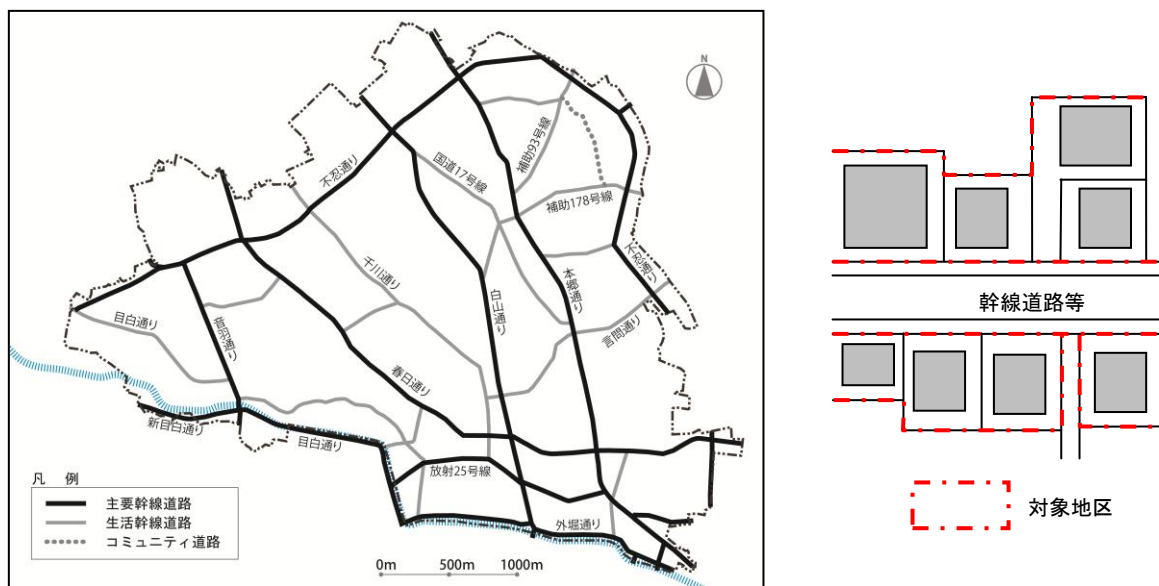 N
不忍通り
国道17号線
補助93号線
補助178号線
不忍通り
千川通り
白山通り
本郷通り
言問通り
目白通り
音羽通り
春日通り
新目白通り
目白通り
放射25号線
外堀通り
凡 例
主要幹線道路
生活幹線道路
コミュニティ道路
0m 500m 1000m
幹線道路等
対象地区